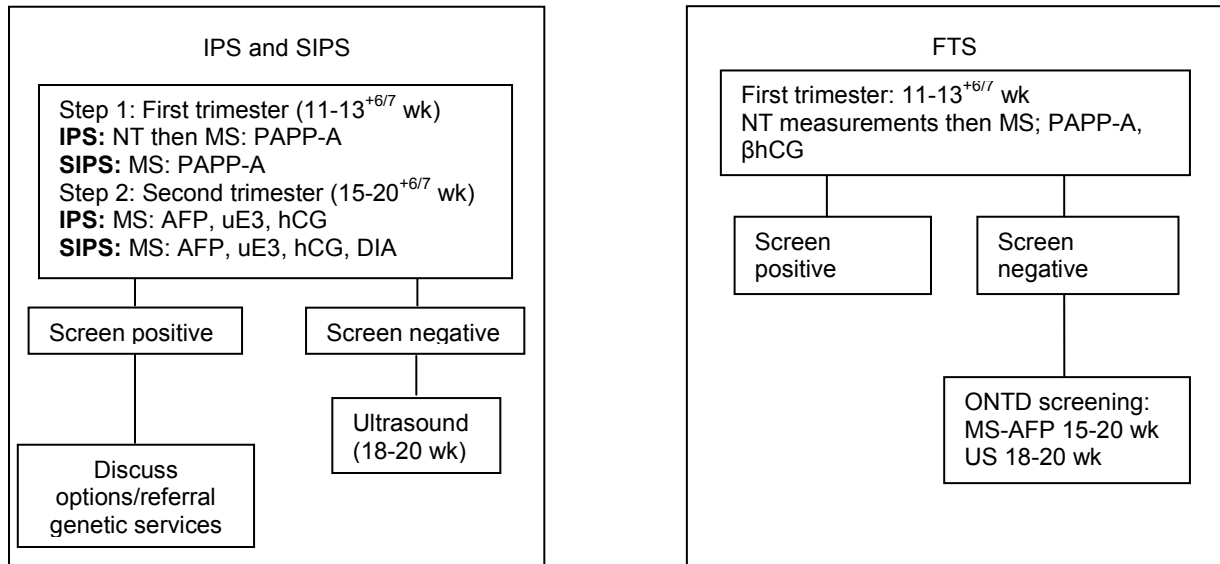 IPS and SIPS
Step 1: First trimester (11-13+6/7 wk)
IPS: NT then MS: PAPP-A
SIPS: MS: PAPP-A
Step 2: Second trimester (15-20+6/7 wk)
IPS: MS: AFP, uE3, hCG
SIPS: MS: AFP, uE3, hCG, DIA
Screen positive
Screen negative
Ultrasound
(18-20 wk)
Discuss
options/referral
genetic services
FTS
First trimester: 11-13+6/7 wk
NT measurements then MS; PAPP-A,
βhCG
Screen
positive
Screen
negative
ONTD screening:
MS-AFP 15-20 wk
US 18-20 wk